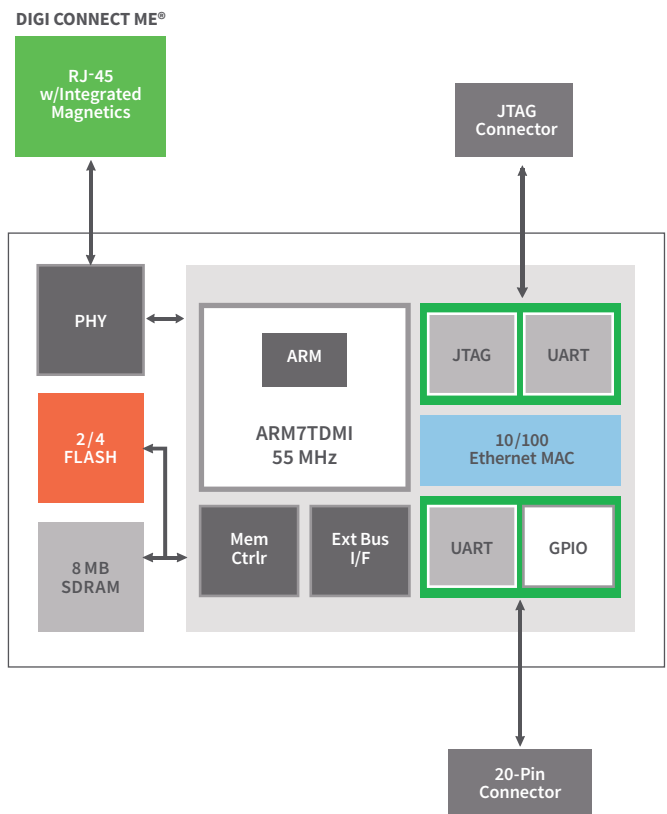 DIGI CONNECT ME®
RJ-45
w/Integrated
Magnetics
JTAG
Connector
PHY
ARM
ARM7TDMI
55 MHz
JTAG
UART
2/4
FLASH
10/100
Ethernet MAC
8 MB
SDRAM
Mem
Ctrlr
Ext Bus
I/F
UART
GPIO
20-Pin
Connector